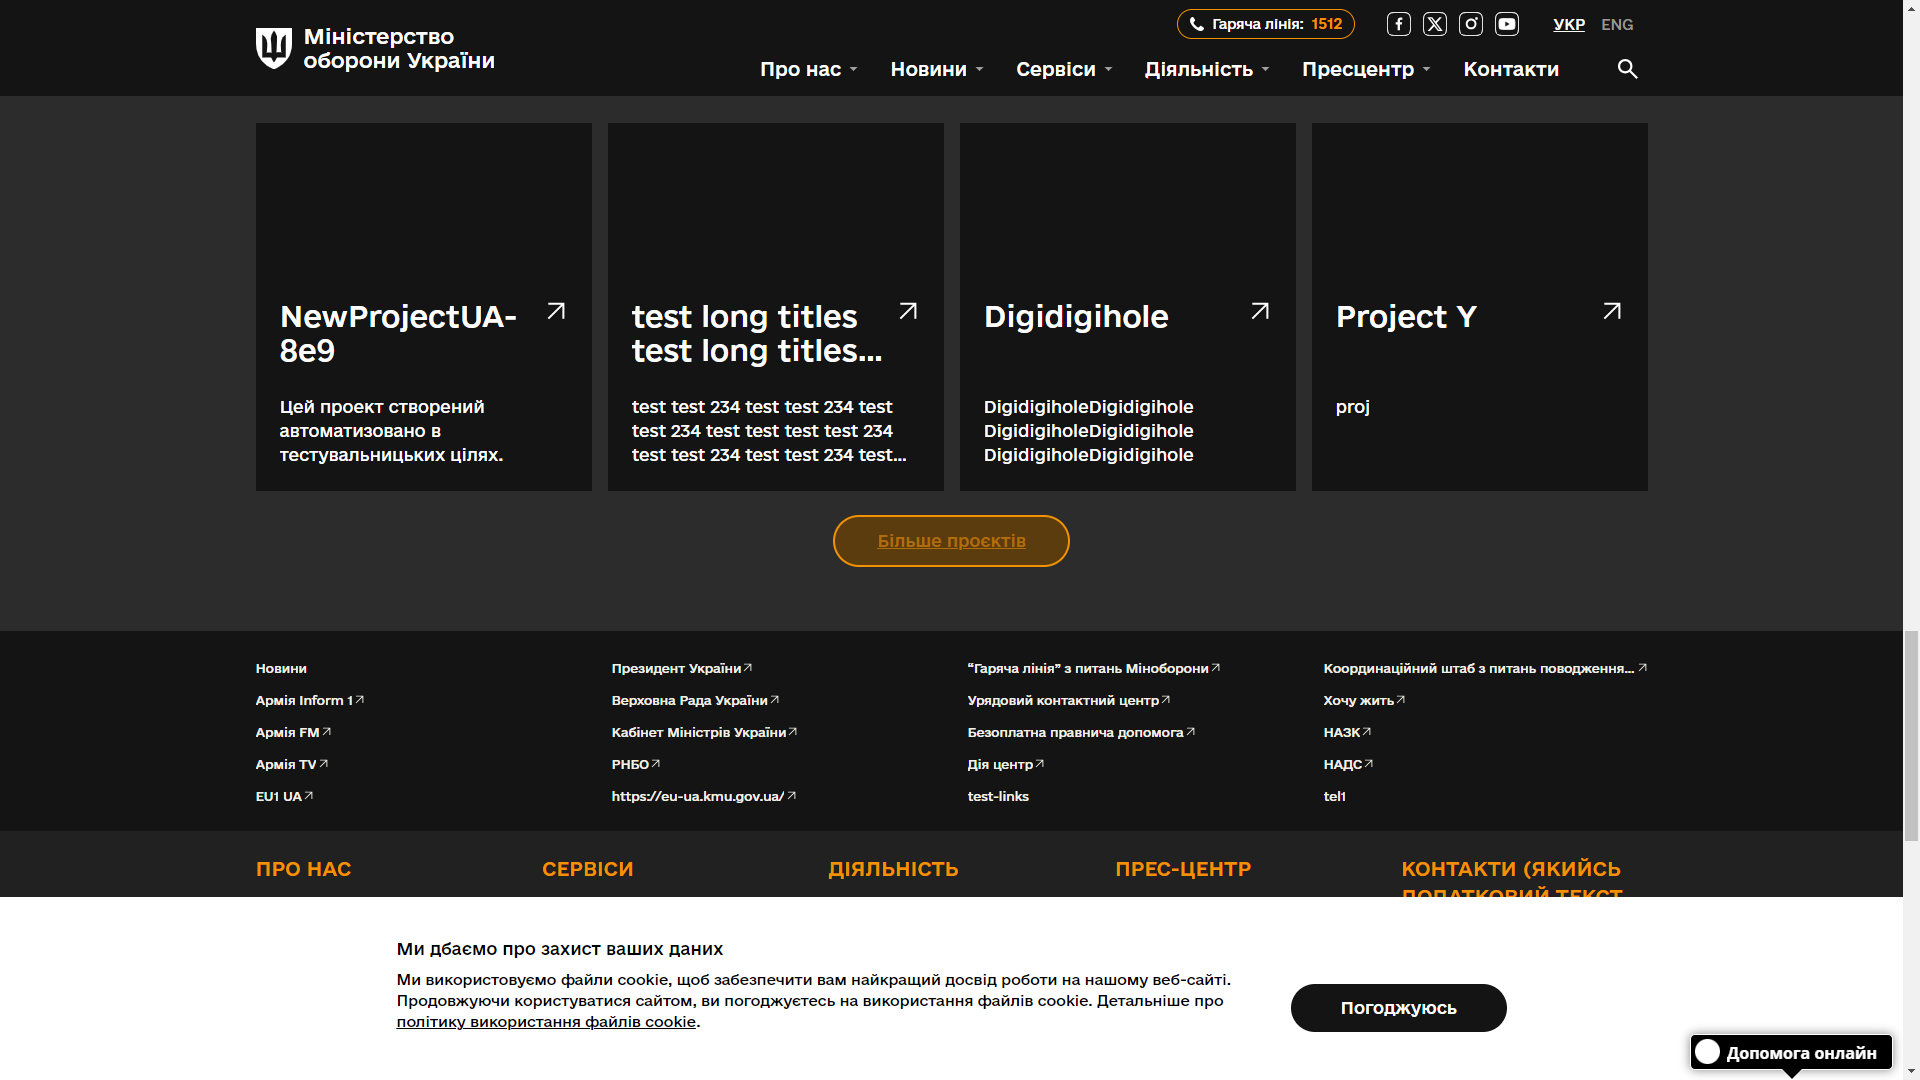 Міністерство
оборони України
Гаряча лінія: 1512
УКР ENG
Про нас Новини Сервіси Діяльність Пресцентр Контакти
NewProjectUA-
8e9
Цей проект створений
автоматизовано в
тестувальницьких цілях.
test long titles
test long titles...
test test 234 test test 234 test
test 234 test test test test 234
test test 234 test test 234 test...
Digidigihole
DigidigiholeDigidigihole
DigidigiholeDigidigihole
DigidigiholeDigidigihole
Project Y
proj
Більше проєктів
Новини
Армія Inform 1
Армія FM
Армія TV
EU1 UA
Президент України
Верховна Рада України
Кабінет Міністрів України
РНБО
https://eu-ua.kmu.gov.ua/
“Гаряча лінія” з питань Міноборони
Урядовий контактний центр
Безоплатна правнича допомога
Дія центр
test-links
Координаційний штаб з питань поводження...
Хочу жить
НАЗК
НАДС
tel1
ПРО НАС
СЕРВІСИ
ДІЯЛЬНІСТЬ
ПРЕС-ЦЕНТР
КОНТАКТИ (ЯКИЙСЬ
ДОДАТКОВИЙ ТЕКСТ
Ми дбаємо про захист ваших даних
Ми використовуємо файли cookie, щоб забезпечити вам найкращий досвід роботи на нашому веб-сайті.
Продовжуючи користуватися сайтом, ви погоджуєтесь на використання файлів cookie. Детальніше про
політику використання файлів cookie.
Погоджуюсь
Допомога онлайн